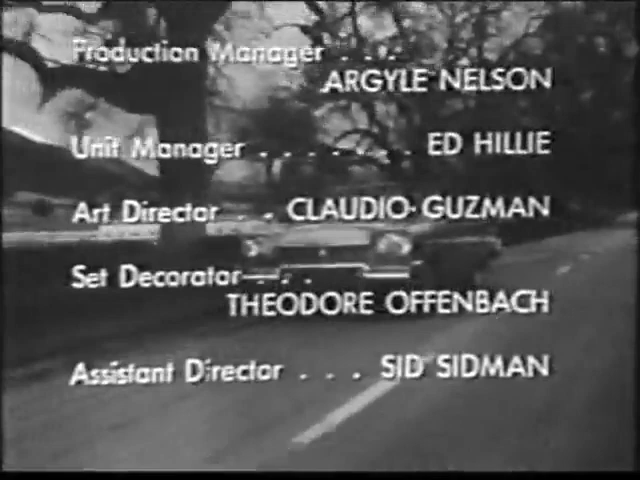 Production Manager . . .
ARGYLE NELSON
Unit Manager . . . . . . ED HILLIE
Art Director . . CLAUDIO GUZMAN
Set Decorator . . .
THEODORE OFFENBACH
Assistant Director . . . SID SIDMAN